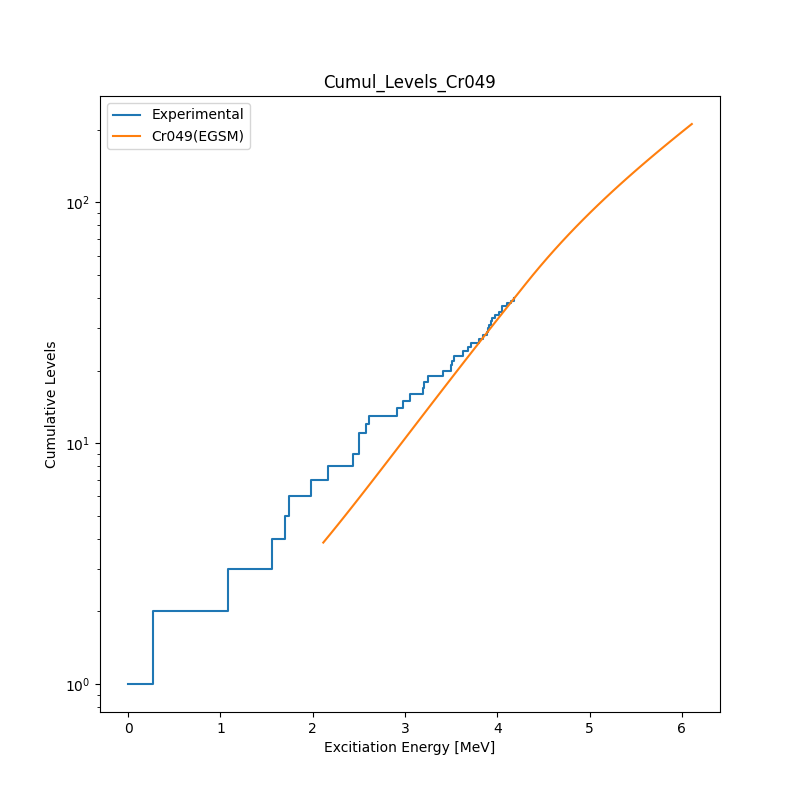 Cumul_Levels_Cr049
Experimental
Cr049(EGSM)
Cumulative Levels
10²
10¹
10⁰
0 1 2 3 4 5 6
Excitiation Energy [MeV]